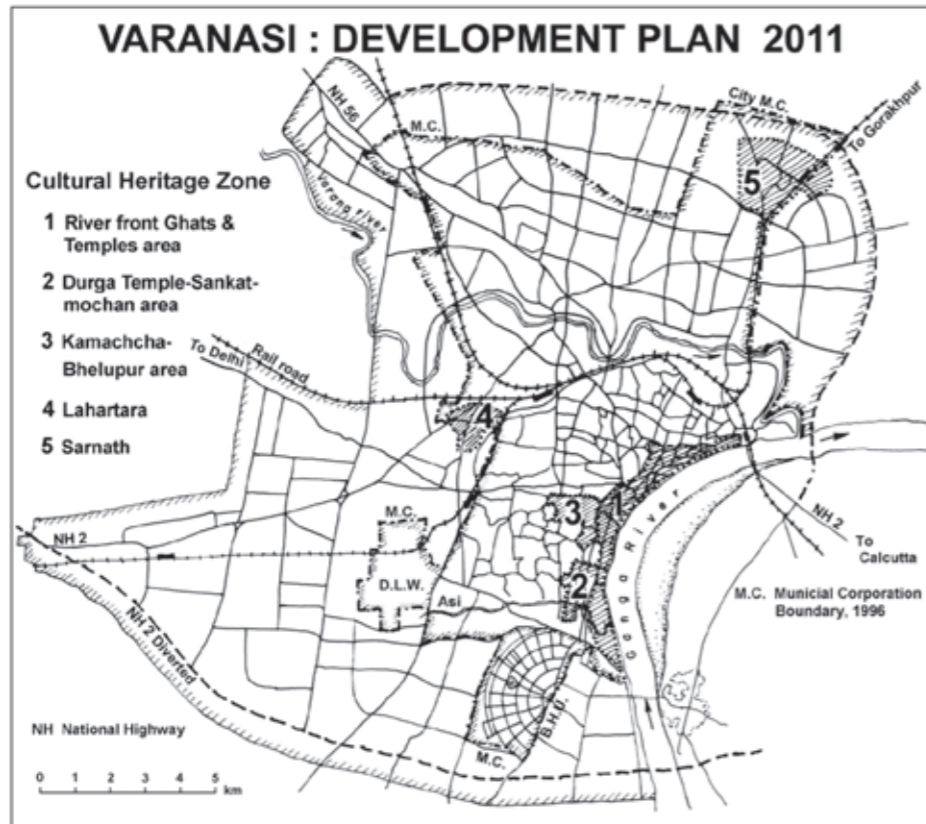 VARANASI : DEVELOPMENT PLAN 2011
NH 56
M.C.
City M.C.
To Gorakhpur
Cultural Heritage Zone
1 River front Ghats &
Temples area
2 Durga Temple-Sankat-
mochan area
3 Kamachcha-
Bhelupur area
4 Lahartara
5 Sarnath
Varana river
5
Rail road
To Delhi
4
1
3
2
Ganga River
NH 2
To
Calcutta
M.C. Municial Corporation
Boundary, 1996
M.C.
NH 2
D.L.W.
Asi
NH 2 Diverted
B.H.U.
M.C.
NH National Highway
0 1 2 3 4 5
km